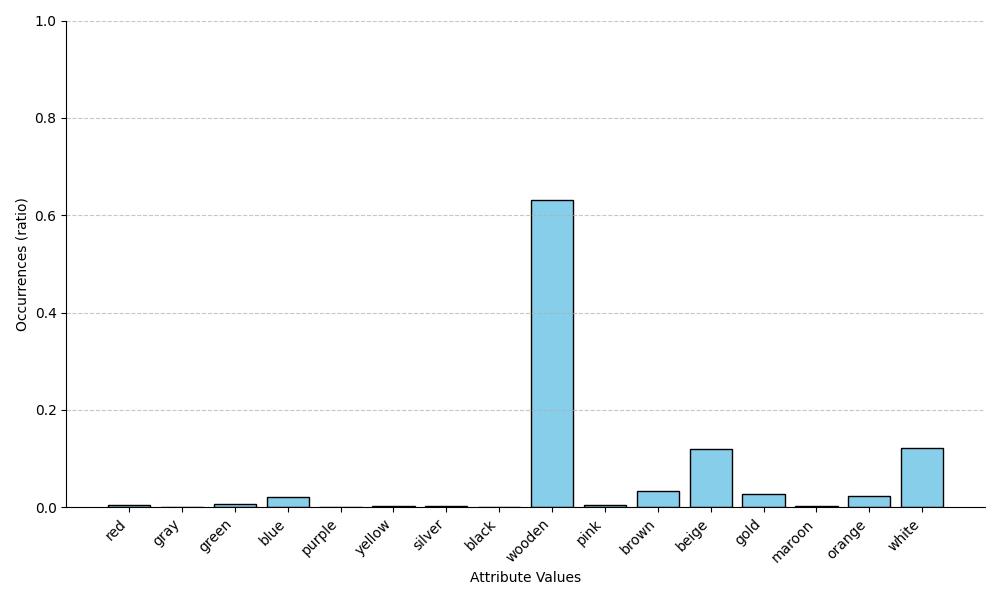 1.0
0.8
0.6
0.4
0.2
0.0
Occurrences (ratio)
red
gray
green
blue
purple
yellow
silver
black
wooden
pink
brown
beige
gold
maroon
orange
white
Attribute Values